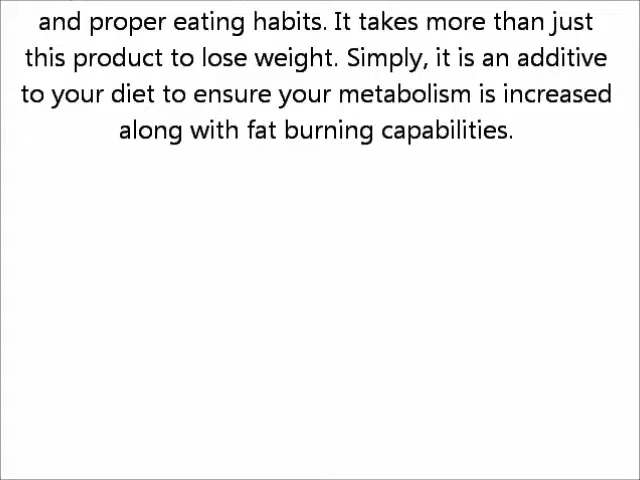 and proper eating habits. It takes more than just
this product to lose weight. Simply, it is an additive
to your diet to ensure your metabolism is increased
along with fat burning capabilities.